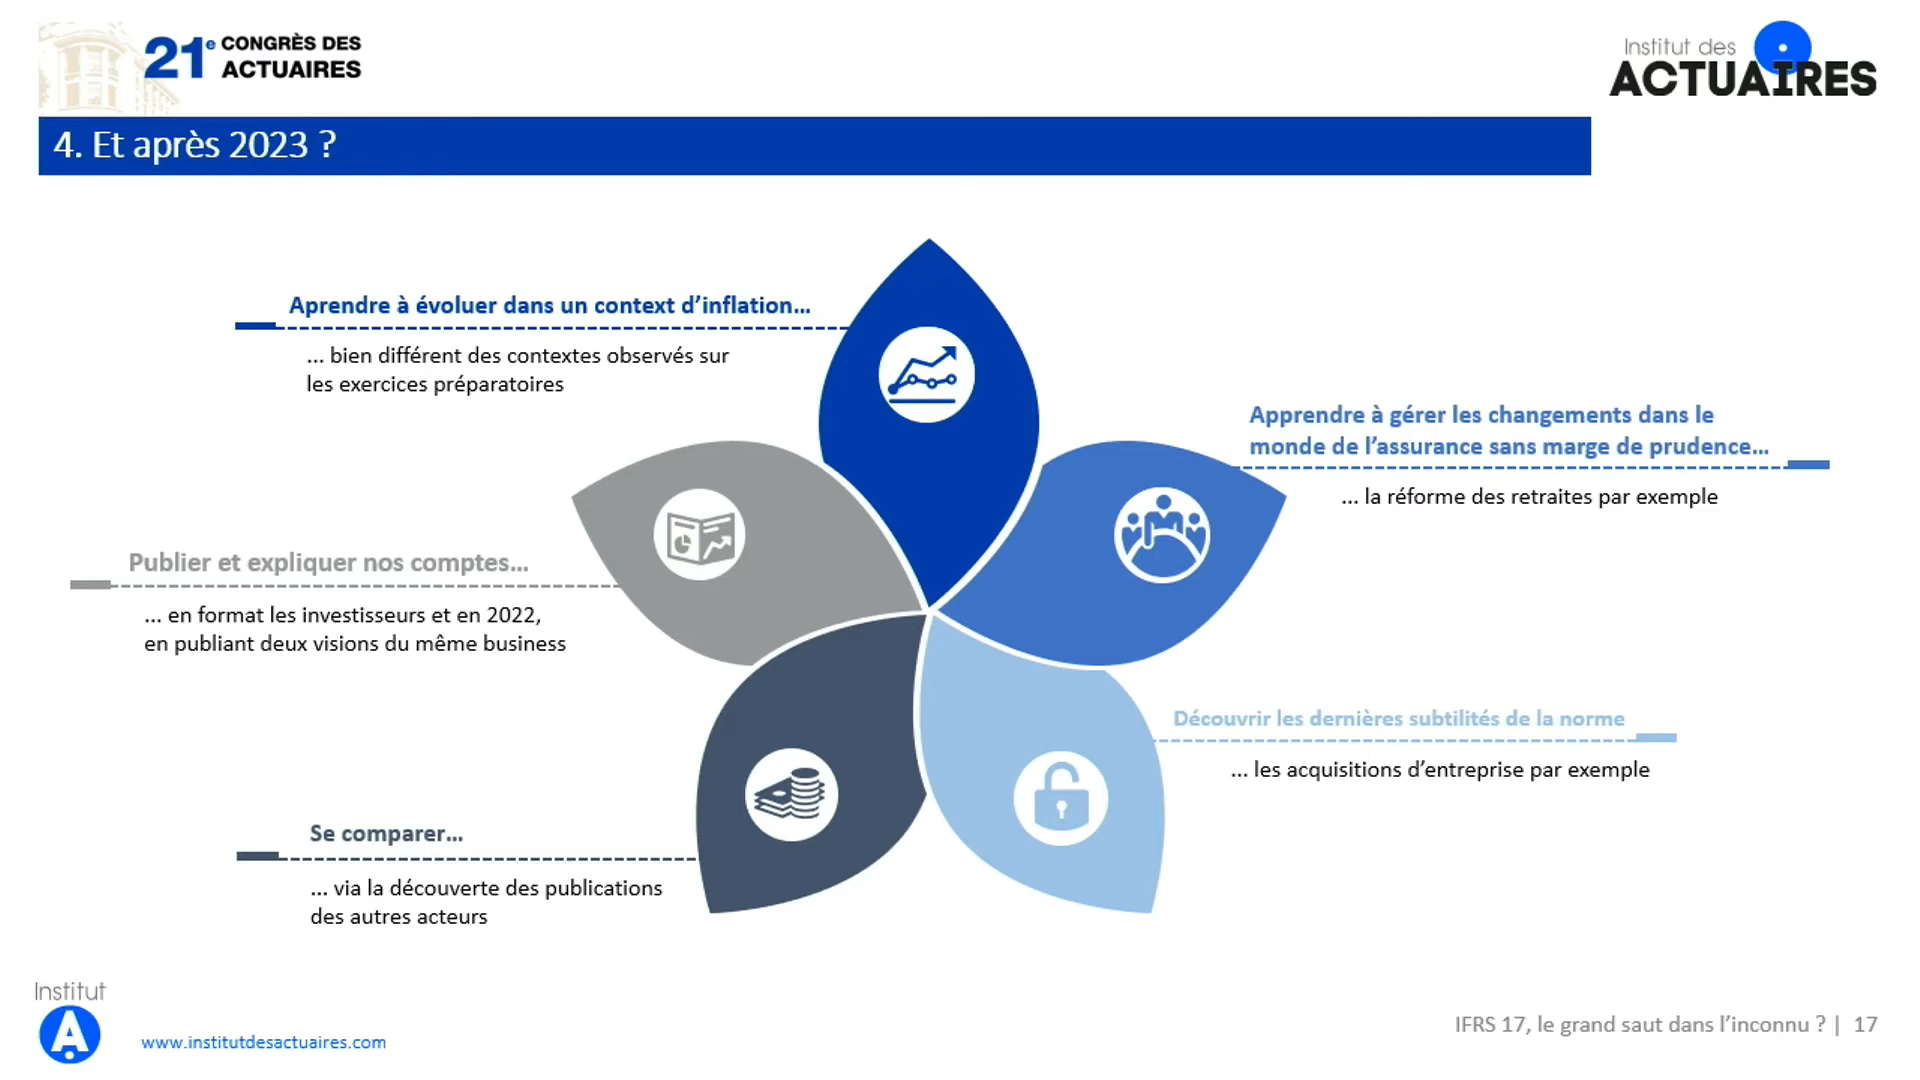 21e CONGRÈS DES
ACTUAIRES
Institut des
ACTUAIRES
4. Et après 2023 ?
Aprendre à évoluer dans un context d’inflation...
... bien différent des contextes observés sur
les exercices préparatoires
Apprendre à gérer les changements dans le
monde de l’assurance sans marge de prudence...
... la réforme des retraites par exemple
Publier et expliquer nos comptes...
... en format les investisseurs et en 2022,
en publiant deux visions du même business
Découvrir les dernières subtilités de la norme
... les acquisitions d’entreprise par exemple
Se comparer...
... via la découverte des publications
des autres acteurs
Institut
A
www.institutdesactuaires.com
IFRS 17, le grand saut dans l’inconnu ? | 17